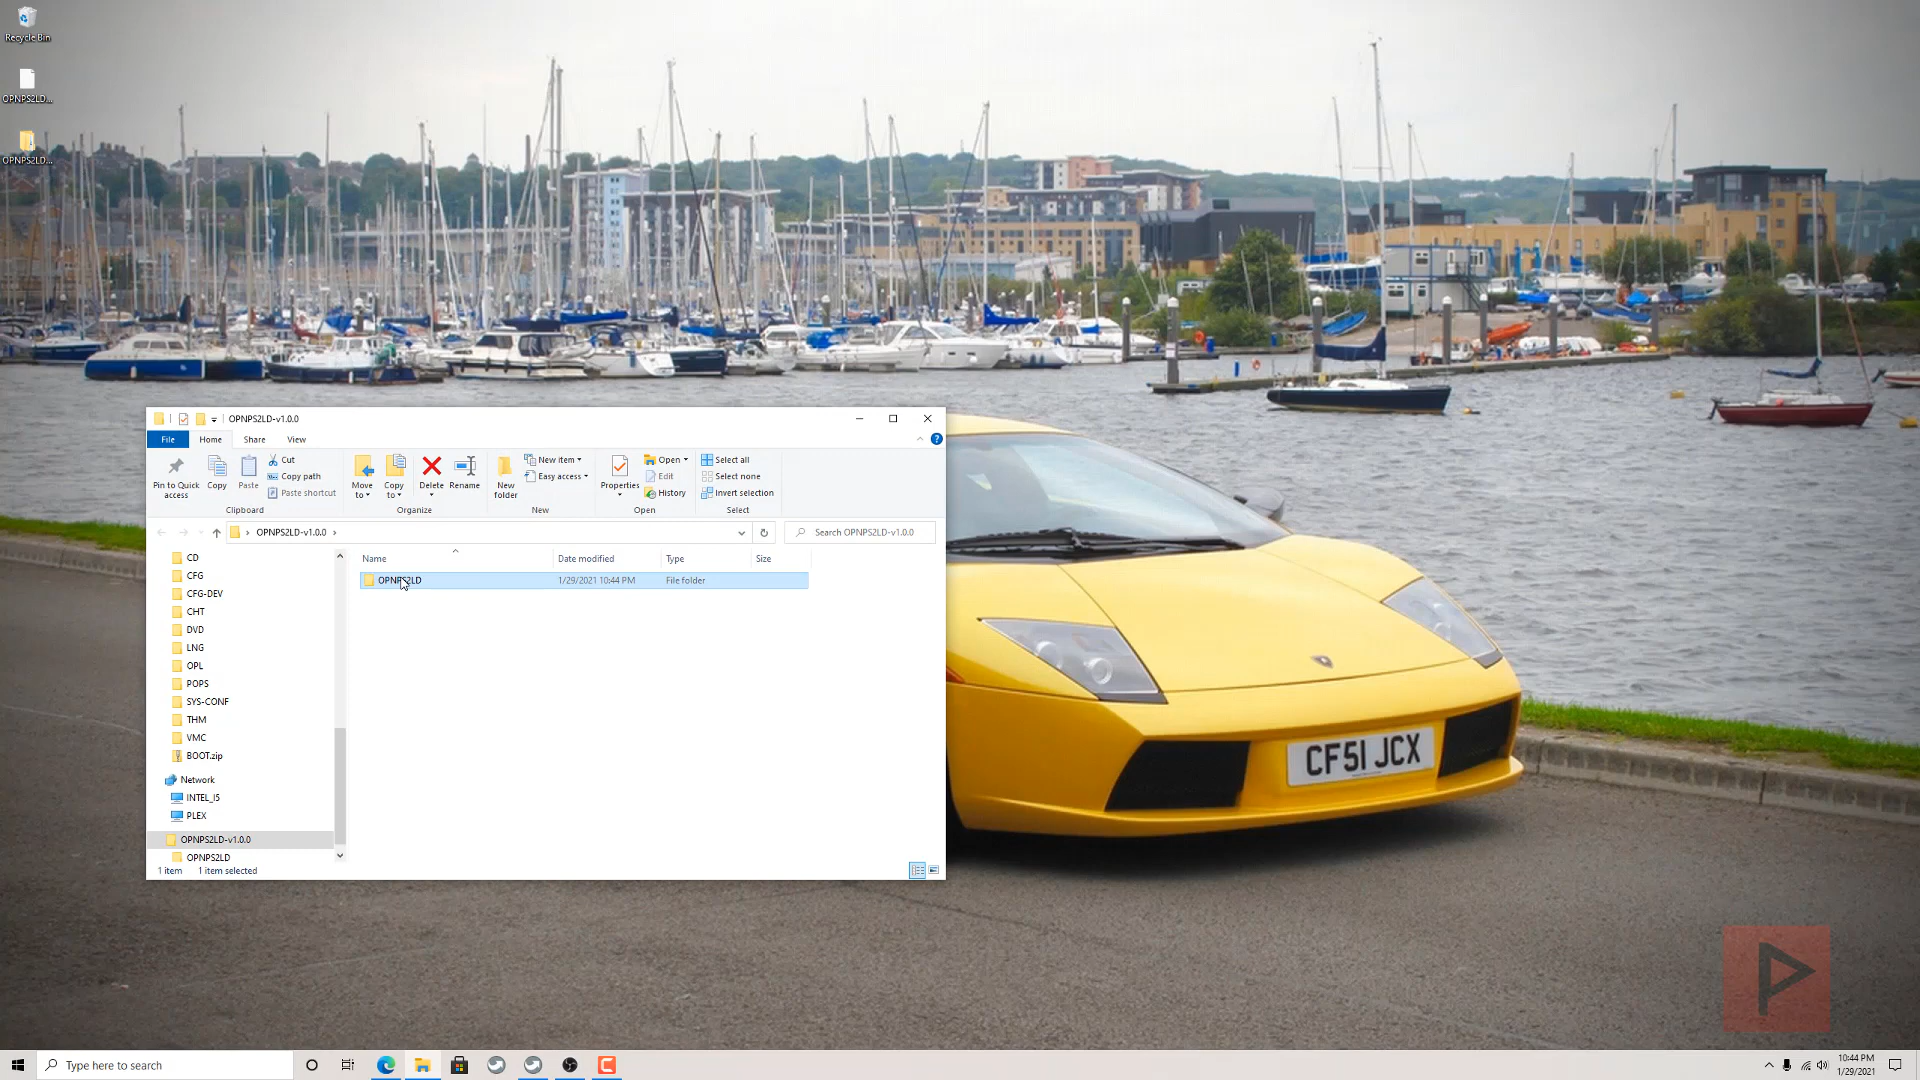 Recycle Bin
OPNPS2LD...
OPNPS2LD...
OPNPS2LD-v1.0.0
File Home Share View
Pin to Quick access
Copy
Paste
Cut
Copy path
Paste shortcut
Clipboard
Move to
Copy to
Delete
Rename
Organize
New folder
New item
Easy access
New
Properties
Open
Edit
History
Open
Select all
Select none
Invert selection
Select
OPNPS2LD-v1.0.0
Search OPNPS2LD-v1.0.0
CD
CFG
CFG-DEV
CHT
DVD
LNG
OPL
POPS
SYS-CONF
THM
VMC
BOOT.zip
Network
INTEL_I5
PLEX
OPNPS2LD-v1.0.0
OPNPS2LD
Name Date modified Type Size
OPNPS2LD 1/29/2021 10:44 PM File folder
1 item 1 item selected
CF51 JCX
P
Type here to search
10:44 PM
1/29/2021